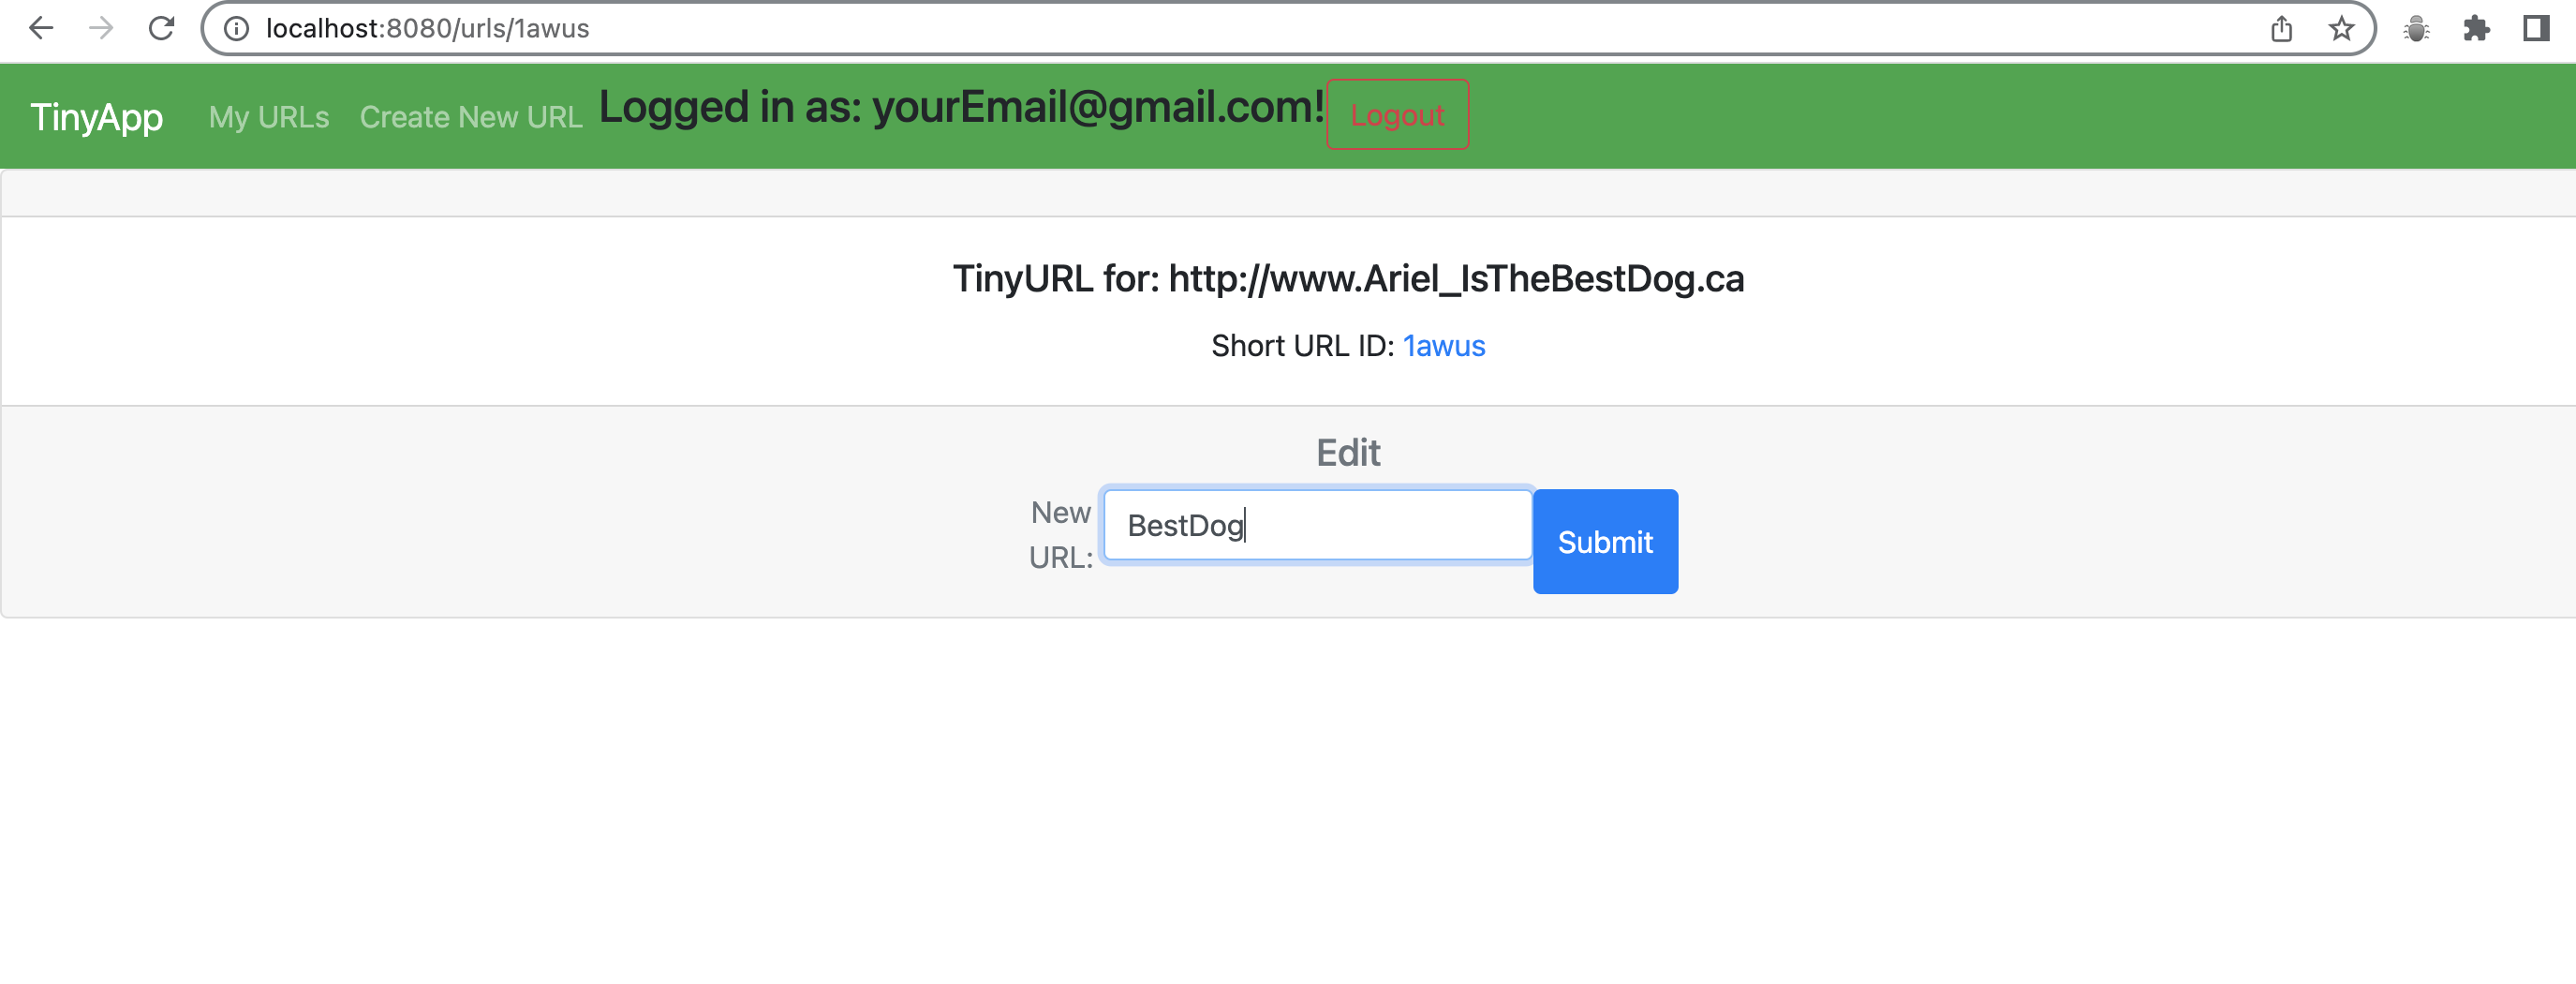 localhost:8080/urls/1awus
TinyApp My URLs Create New URL Logged in as: yourEmail@gmail.com! Logout
TinyURL for: http://www.Ariel_IsTheBestDog.ca
Short URL ID: 1awus
Edit
New URL: BestDog Submit